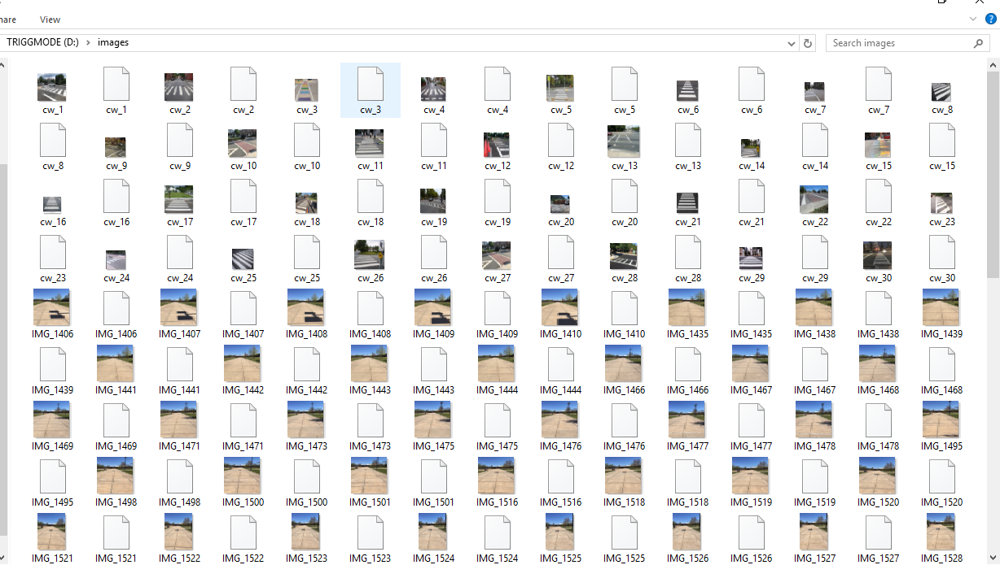 hare View
TRIGGMODE (D:) > images Search images
cw_1 cw_1 cw_2 cw_2 cw_3 cw_3 cw_4 cw_4 cw_5 cw_5 cw_6 cw_6 cw_7 cw_7 cw_8
cw_8 cw_9 cw_9 cw_10 cw_10 cw_11 cw_11 cw_12 cw_12 cw_13 cw_13 cw_14 cw_14 cw_15 cw_15
cw_16 cw_16 cw_17 cw_17 cw_18 cw_18 cw_19 cw_19 cw_20 cw_20 cw_21 cw_21 cw_22 cw_22 cw_23
cw_23 cw_24 cw_24 cw_25 cw_25 cw_26 cw_26 cw_27 cw_27 cw_28 cw_28 cw_29 cw_29 cw_30 cw_30
IMG_1406 IMG_1406 IMG_1407 IMG_1407 IMG_1408 IMG_1408 IMG_1409 IMG_1409 IMG_1410 IMG_1410 IMG_1435 IMG_1435 IMG_1438 IMG_1438 IMG_1439
IMG_1439 IMG_1441 IMG_1441 IMG_1442 IMG_1442 IMG_1443 IMG_1443 IMG_1444 IMG_1444 IMG_1466 IMG_1466 IMG_1467 IMG_1467 IMG_1468 IMG_1468
IMG_1469 IMG_1469 IMG_1471 IMG_1471 IMG_1473 IMG_1473 IMG_1475 IMG_1475 IMG_1476 IMG_1476 IMG_1477 IMG_1477 IMG_1478 IMG_1478 IMG_1495
IMG_1495 IMG_1498 IMG_1498 IMG_1500 IMG_1500 IMG_1501 IMG_1501 IMG_1516 IMG_1516 IMG_1518 IMG_1518 IMG_1519 IMG_1519 IMG_1520 IMG_1520
IMG_1521 IMG_1521 IMG_1522 IMG_1522 IMG_1523 IMG_1523 IMG_1524 IMG_1524 IMG_1525 IMG_1525 IMG_1526 IMG_1526 IMG_1527 IMG_1527 IMG_1528